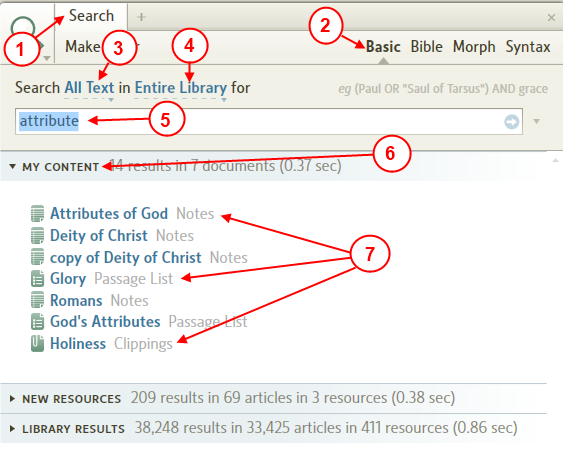 Search
1
2
Make
Basic Bible Morph Syntax
3
4
Search All Text in Entire Library for
eg (Paul OR "Saul of Tarsus") AND grace
attribute
5
6
MY CONTENT 14 results in 7 documents (0.37 sec)
Attributes of God Notes
Deity of Christ Notes
copy of Deity of Christ Notes
7
Glory Passage List
Romans Notes
God's Attributes Passage List
Holiness Clippings
NEW RESOURCES 209 results in 69 articles in 3 resources (0.38 sec)
LIBRARY RESULTS 38,248 results in 33,425 articles in 411 resources (0.86 sec)